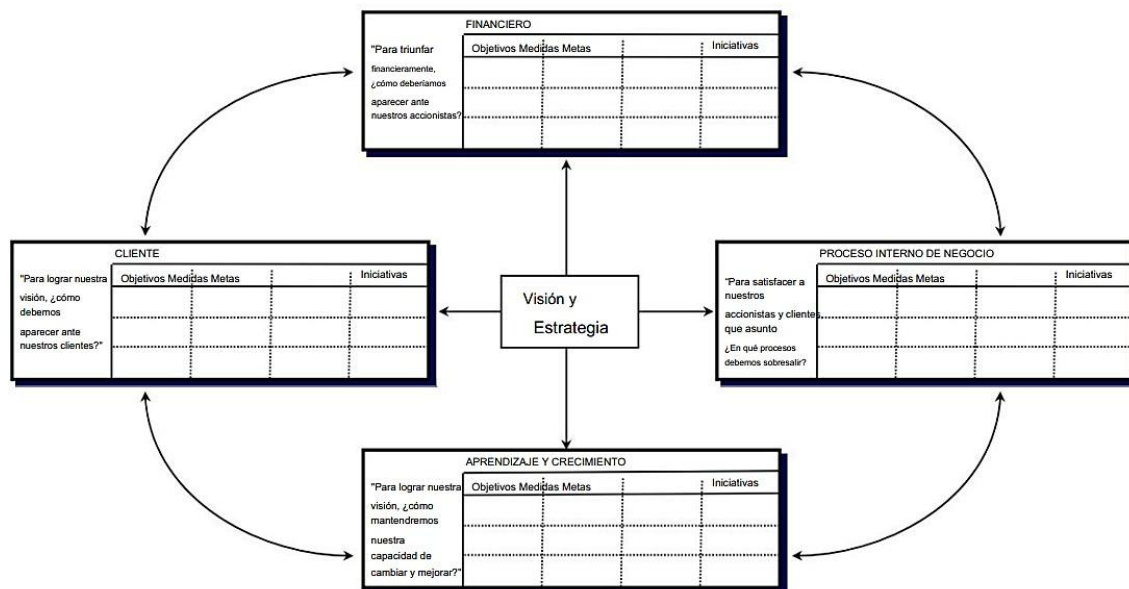 FINANCIERO
"Para triunfar
financieramente,
¿cómo deberíamos
aparecer ante
nuestros accionistas?
Objetivos Medidas Metas
Iniciativas
CLIENTE
"Para lograr nuestra
visión, ¿cómo
debemos
aparecer ante
nuestros clientes?"
Objetivos Medidas Metas
Iniciativas
Visión y
Estrategia
PROCESO INTERNO DE NEGOCIO
"Para satisfacer a
nuestros
accionistas y clientes,
que asunto
¿En qué procesos
debemos sobresalir?
Objetivos Medidas Metas
Iniciativas
APRENDIZAJE Y CRECIMIENTO
"Para lograr nuestra
visión, ¿cómo
mantendremos
nuestra
capacidad de
cambiar y mejorar?"
Objetivos Medidas Metas
Iniciativas